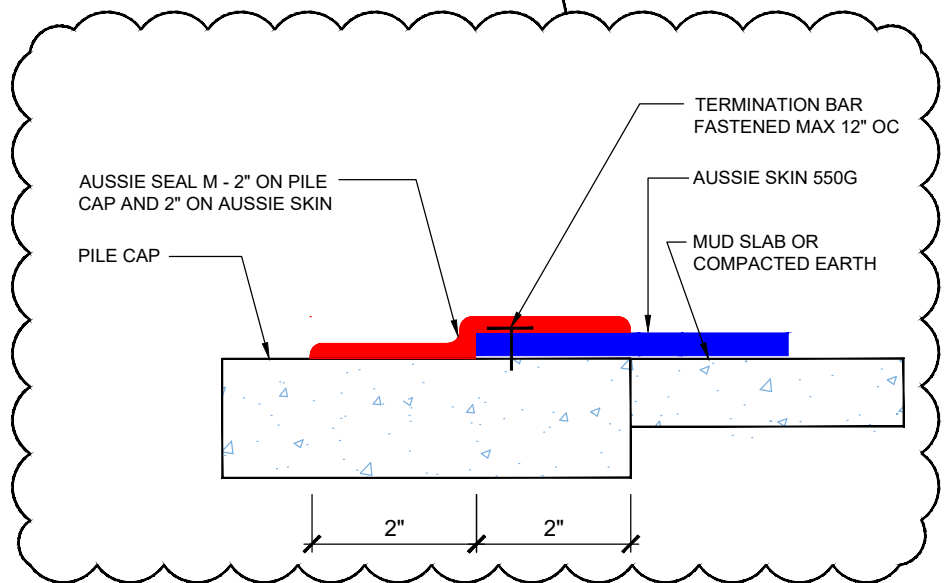 TERMINATION BAR
FASTENED MAX 12" OC
AUSSIE SEAL M - 2" ON PILE
CAP AND 2" ON AUSSIE SKIN
AUSSIE SKIN 550G
PILE CAP
MUD SLAB OR
COMPACTED EARTH
2"
2"